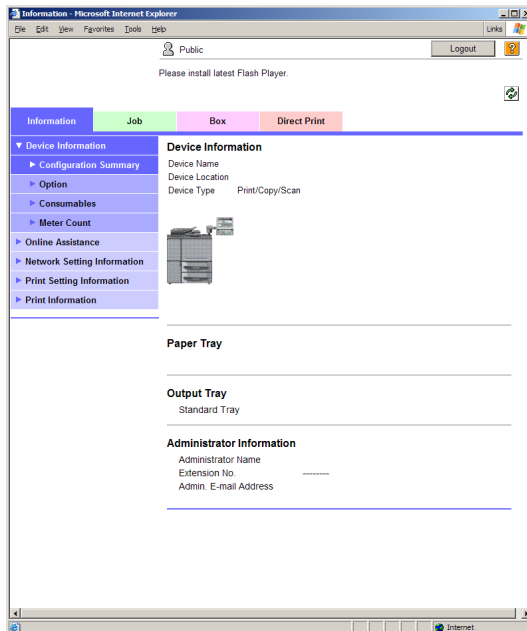 Information - Microsoft Internet Explorer
File Edit View Favorites Tools Help Links
Public Logout ?
Please install latest Flash Player.
Information Job Box Direct Print
Device Information
Configuration Summary
Option
Consumables
Meter Count
Online Assistance
Network Setting Information
Print Setting Information
Print Information
Device Information
Device Name
Device Location
Device Type Print/Copy/Scan
Paper Tray
Output Tray
Standard Tray
Administrator Information
Administrator Name
Extension No. --------
Admin. E-mail Address
Internet